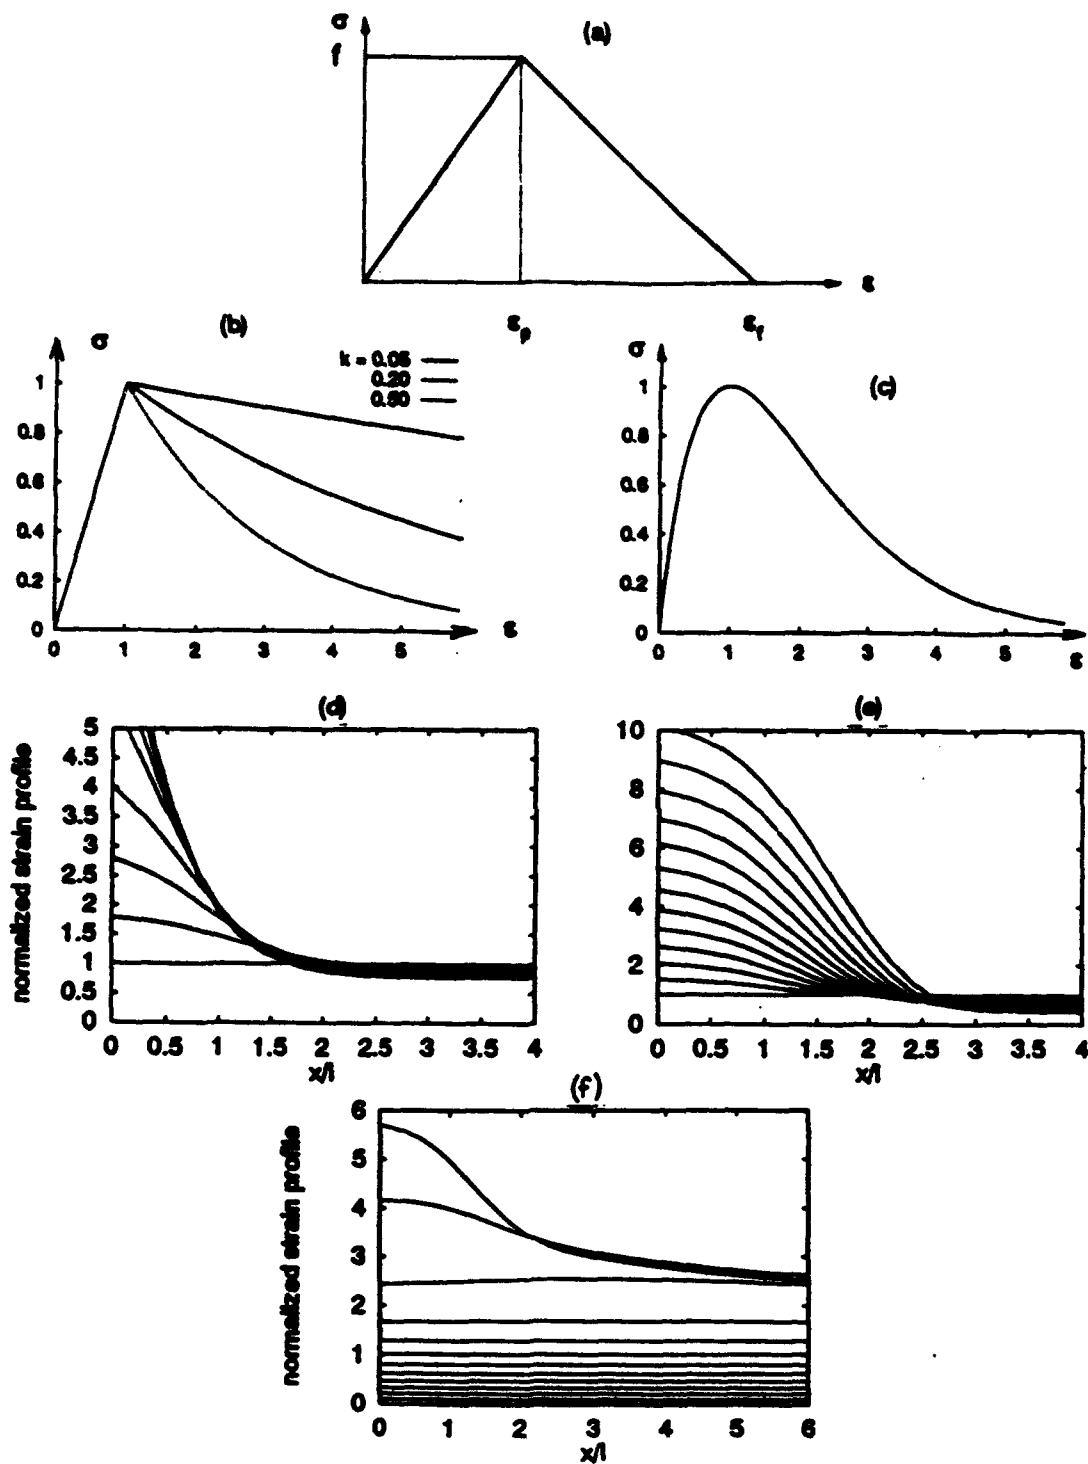 σ
f
(a)
ε
εp
εf
(b)
σ
k = 0.05
0.20
0.50
1
0.8
0.6
0.4
0.2
0
0 1 2 3 4 5
ε
σ
(c)
1
0.8
0.6
0.4
0.2
0
0 1 2 3 4 5
ε
(d)
normalized strain profile
5
4.5
4
3.5
3
2.5
2
1.5
1
0.5
0
0 0.5 1 1.5 2 2.5 3 3.5 4
x/l
(e)
10
8
6
4
2
0
0 0.5 1 1.5 2 2.5 3 3.5 4
x/l
(f)
normalized strain profile
6
5
4
3
2
1
0
0 1 2 3 4 5 6
x/l